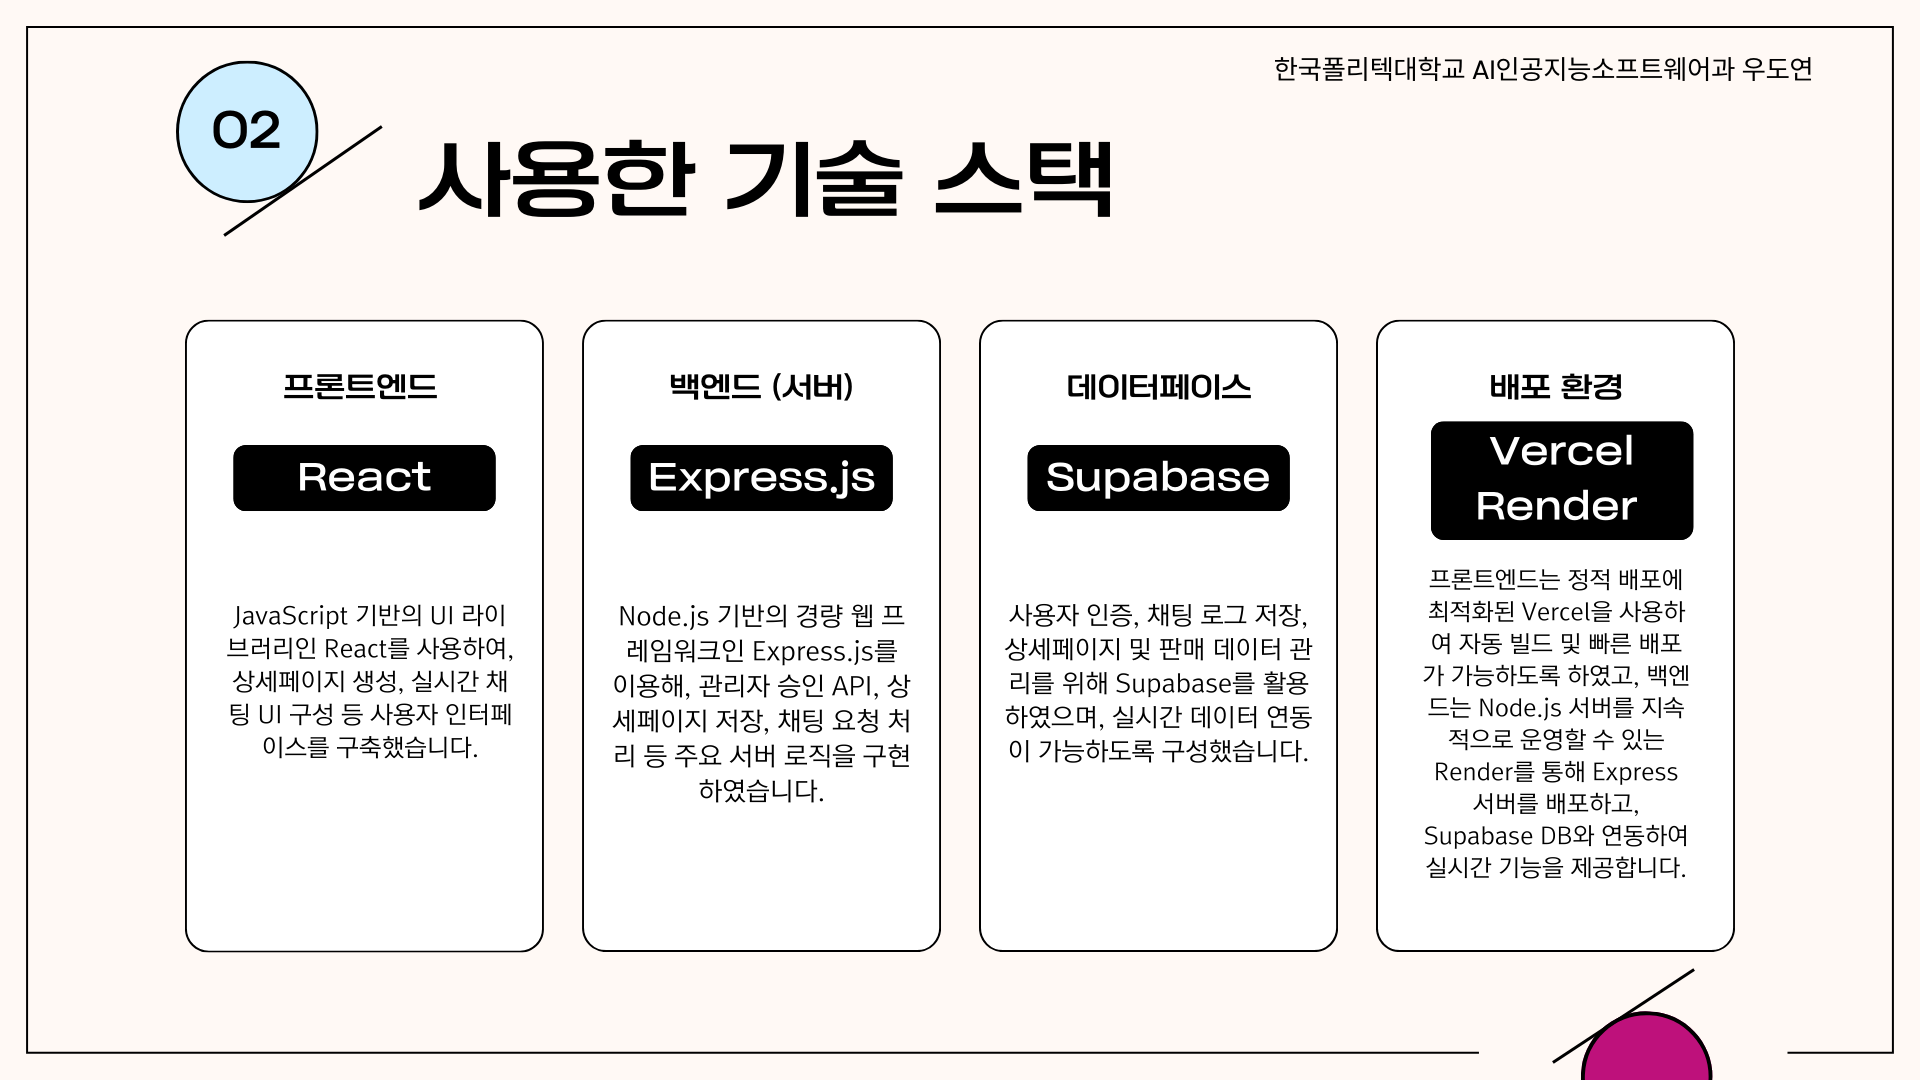 한국폴리텍대학교 AI인공지능소프트웨어과 우도연
02
사용한 기술 스택
프론트엔드
React
JavaScript 기반의 UI 라이
브러리인 React를 사용하여,
상세페이지 생성, 실시간 채
팅 UI 구성 등 사용자 인터페
이스를 구축했습니다.
백엔드 (서버)
Express.js
Node.js 기반의 경량 웹 프
레임워크인 Express.js를
이용해, 관리자 승인 API, 상
세페이지 저장, 채팅 요청 처
리 등 주요 서버 로직을 구현
하였습니다.
데이터페이스
Supabase
사용자 인증, 채팅 로그 저장,
상세페이지 및 판매 데이터 관
리를 위해 Supabase를 활용
하였으며, 실시간 데이터 연동
이 가능하도록 구성했습니다.
배포 환경
Vercel
Render
프론트엔드는 정적 배포에
최적화된 Vercel을 사용하
여 자동 빌드 및 빠른 배포
가 가능하도록 하였고, 백엔
드는 Node.js 서버를 지속
적으로 운영할 수 있는
Render를 통해 Express
서버를 배포하고,
Supabase DB와 연동하여
실시간 기능을 제공합니다.